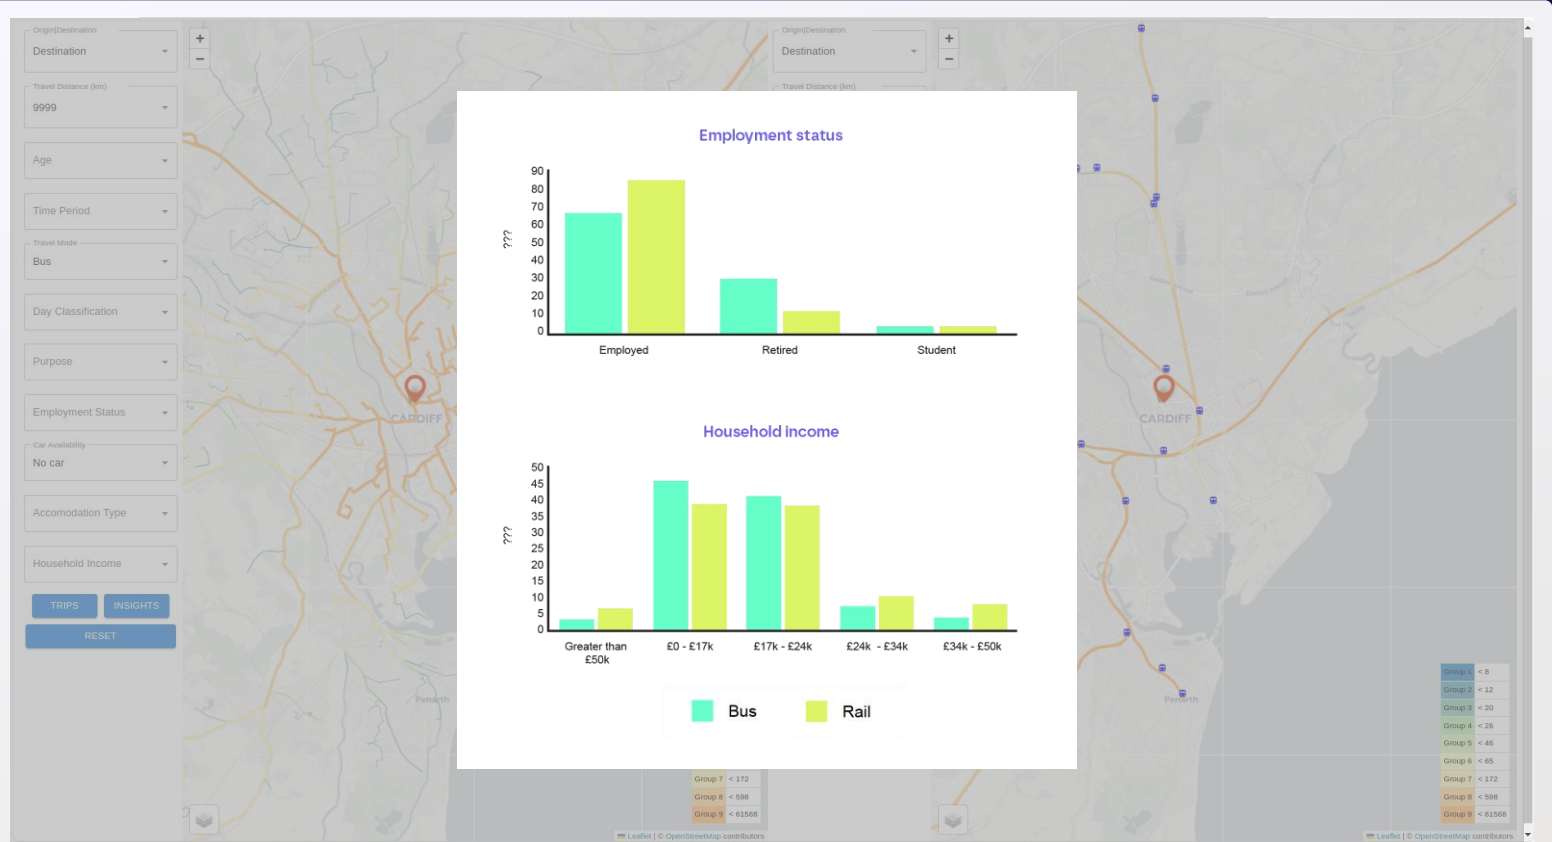 Origin|Destination
Destination
Travel Distance (km)
9999
Age
Time Period
Travel Mode
Bus
Day Classification
Purpose
Employment Status
Car Availability
No car
Accomodation Type
Household Income
TRIPS INSIGHTS
RESET
+
−
CARDIFF
Penarth
Group 7 < 172
Group 8 < 598
Group 9 < 61568
Leaflet | © OpenStreetMap contributors
Employment status
???
90
80
70
60
50
40
30
20
10
0
Employed Retired Student
Household income
???
50
45
40
35
30
25
20
15
10
5
0
Greater than £0 - £17k £17k - £24k £24k - £34k £34k - £50k
£50k
Bus Rail
Origin|Destination
Destination
Travel Distance (km)
+
−
CARDIFF
Penarth
Group 1 < 8
Group 2 < 12
Group 3 < 20
Group 4 < 26
Group 5 < 46
Group 6 < 65
Group 7 < 172
Group 8 < 598
Group 9 < 61568
Leaflet | © OpenStreetMap contributors